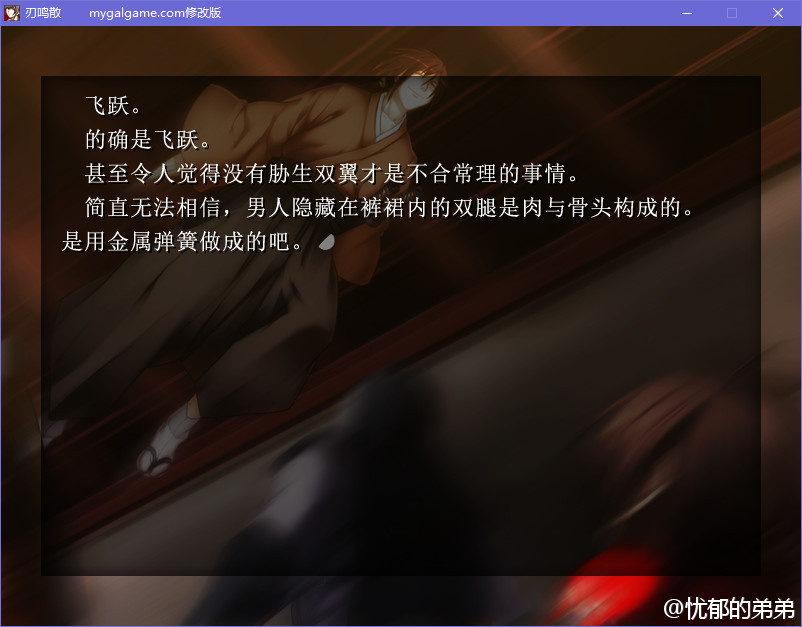 刃鸣散 mygalgame.com修改版
飞跃。
的确是飞跃。
甚至令人觉得没有胁生双翼才是不合常理的事情。
简直无法相信，男人隐藏在裤裙内的双腿是肉与骨头构成的。
是用金属弹簧做成的吧。
@忧郁的弟弟